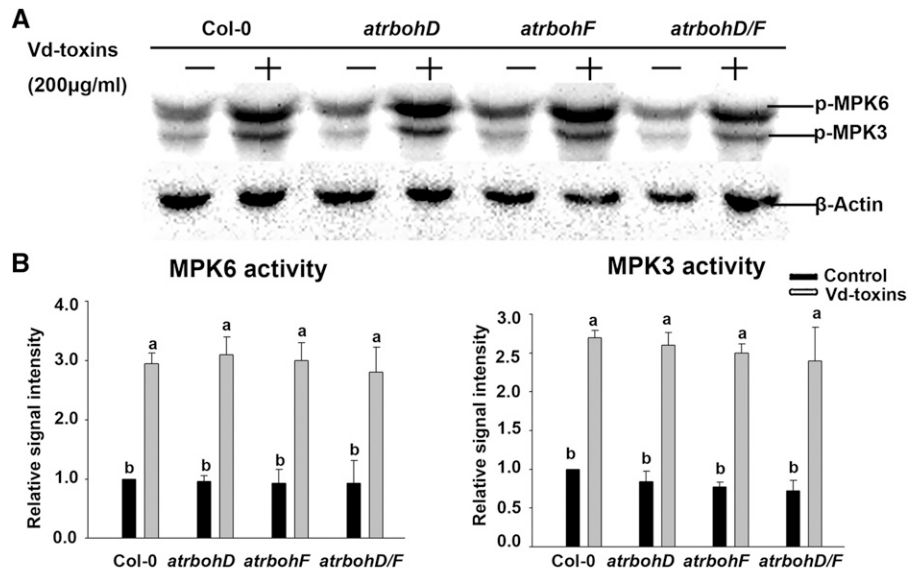 A
Col-0 atrbohD atrbohF atrbohD/F
Vd-toxins
(200µg/ml)
— + — + — + — +
p-MPK6
p-MPK3
β-Actin
B
MPK6 activity
MPK3 activity
Control
Vd-toxins
Relative signal intensity
4.0
3.0
2.0
1.0
0.0
b a b a b a b a
Col-0 atrbohD atrbohF atrbohD/F
Relative signal intensity
3.0
2.5
2.0
1.5
1.0
0.5
0.0
b a b a b a b a
Col-0 atrbohD atrbohF atrbohD/F